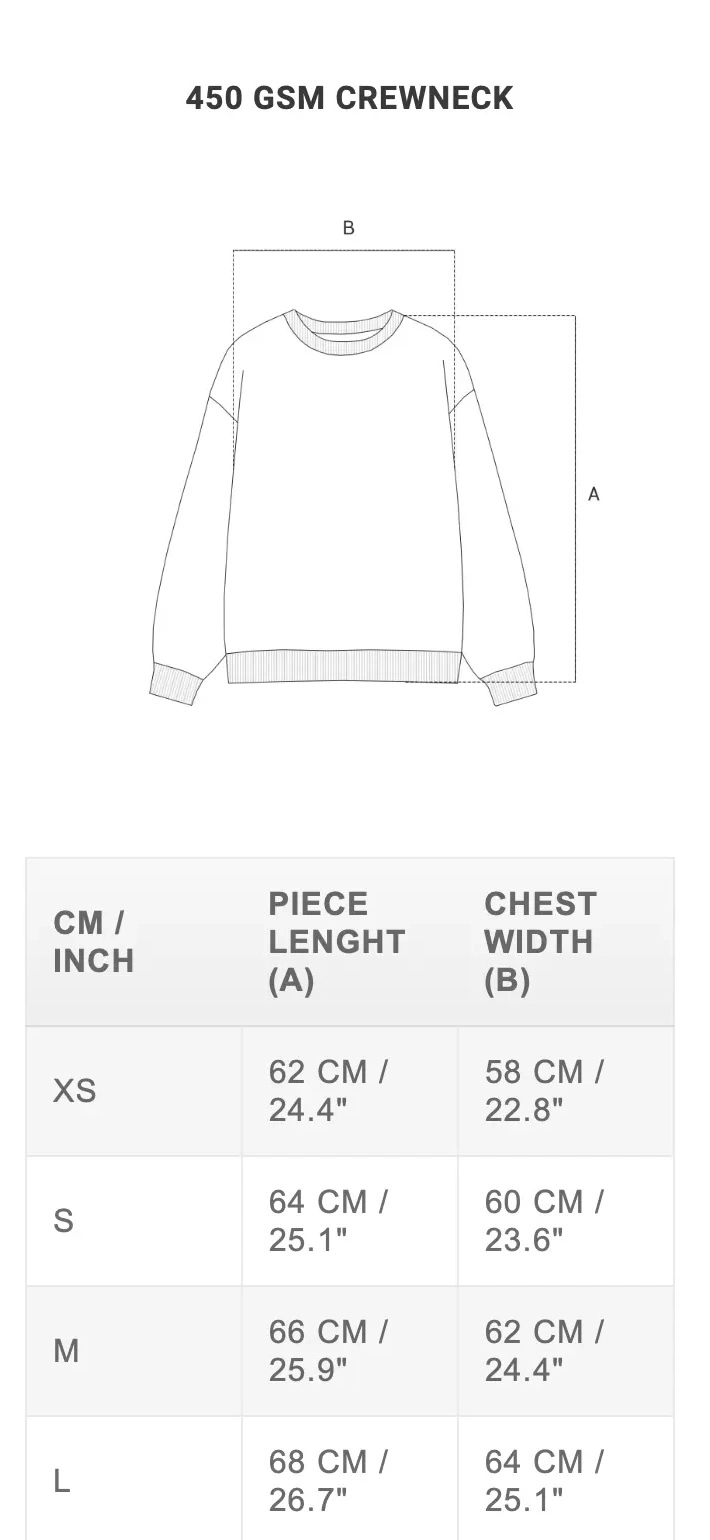 450 GSM CREWNECK
B
A
CM /
INCH
PIECE
LENGHT
(A)
CHEST
WIDTH
(B)
XS
62 CM /
24.4"
58 CM /
22.8"
S
64 CM /
25.1"
60 CM /
23.6"
M
66 CM /
25.9"
62 CM /
24.4"
L
68 CM /
26.7"
64 CM /
25.1"